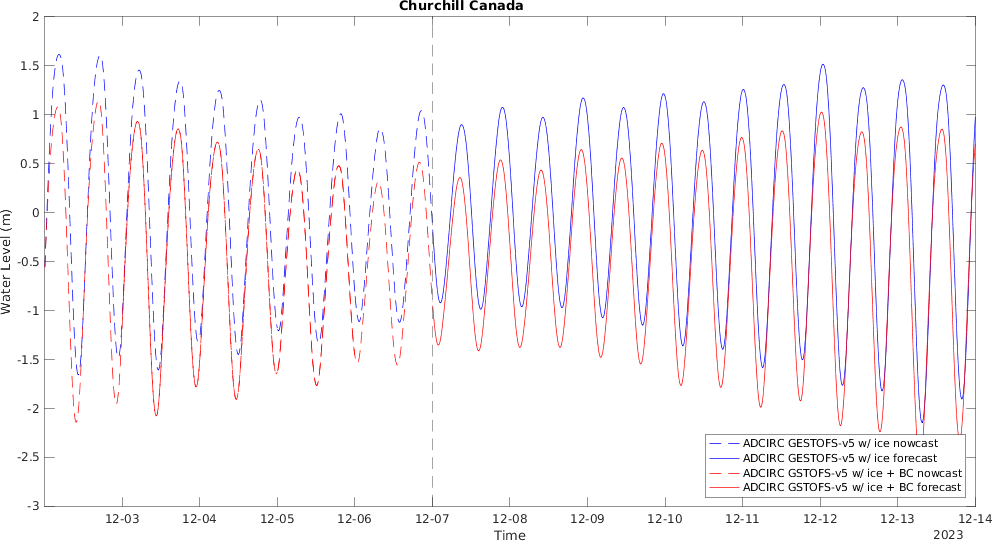 Churchill Canada
2
1.5
1
0.5
0
-0.5
-1
-1.5
-2
-2.5
-3
Water Level (m)
ADCIRC GESTOFS-v5 w/ ice nowcast
ADCIRC GESTOFS-v5 w/ ice forecast
ADCIRC GSTOFS-v5 w/ ice + BC nowcast
ADCIRC GSTOFS-v5 w/ ice + BC forecast
12-03 12-04 12-05 12-06 12-07 12-08 12-09 12-10 12-11 12-12 12-13 12-14
Time
2023